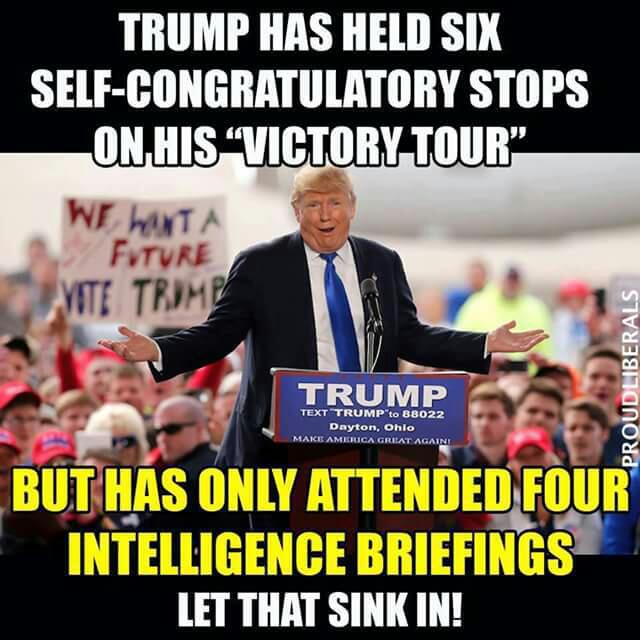 TRUMP HAS HELD SIX
SELF-CONGRATULATORY STOPS
ON HIS "VICTORY TOUR"
WE WANT A
FUTURE
VOTE TRUMP
TRUMP
TEXT "TRUMP" to 88022
Dayton, Ohio
MAKE AMERICA GREAT AGAIN!
PROUDLIBERALS
BUT HAS ONLY ATTENDED FOUR
INTELLIGENCE BRIEFINGS
LET THAT SINK IN!